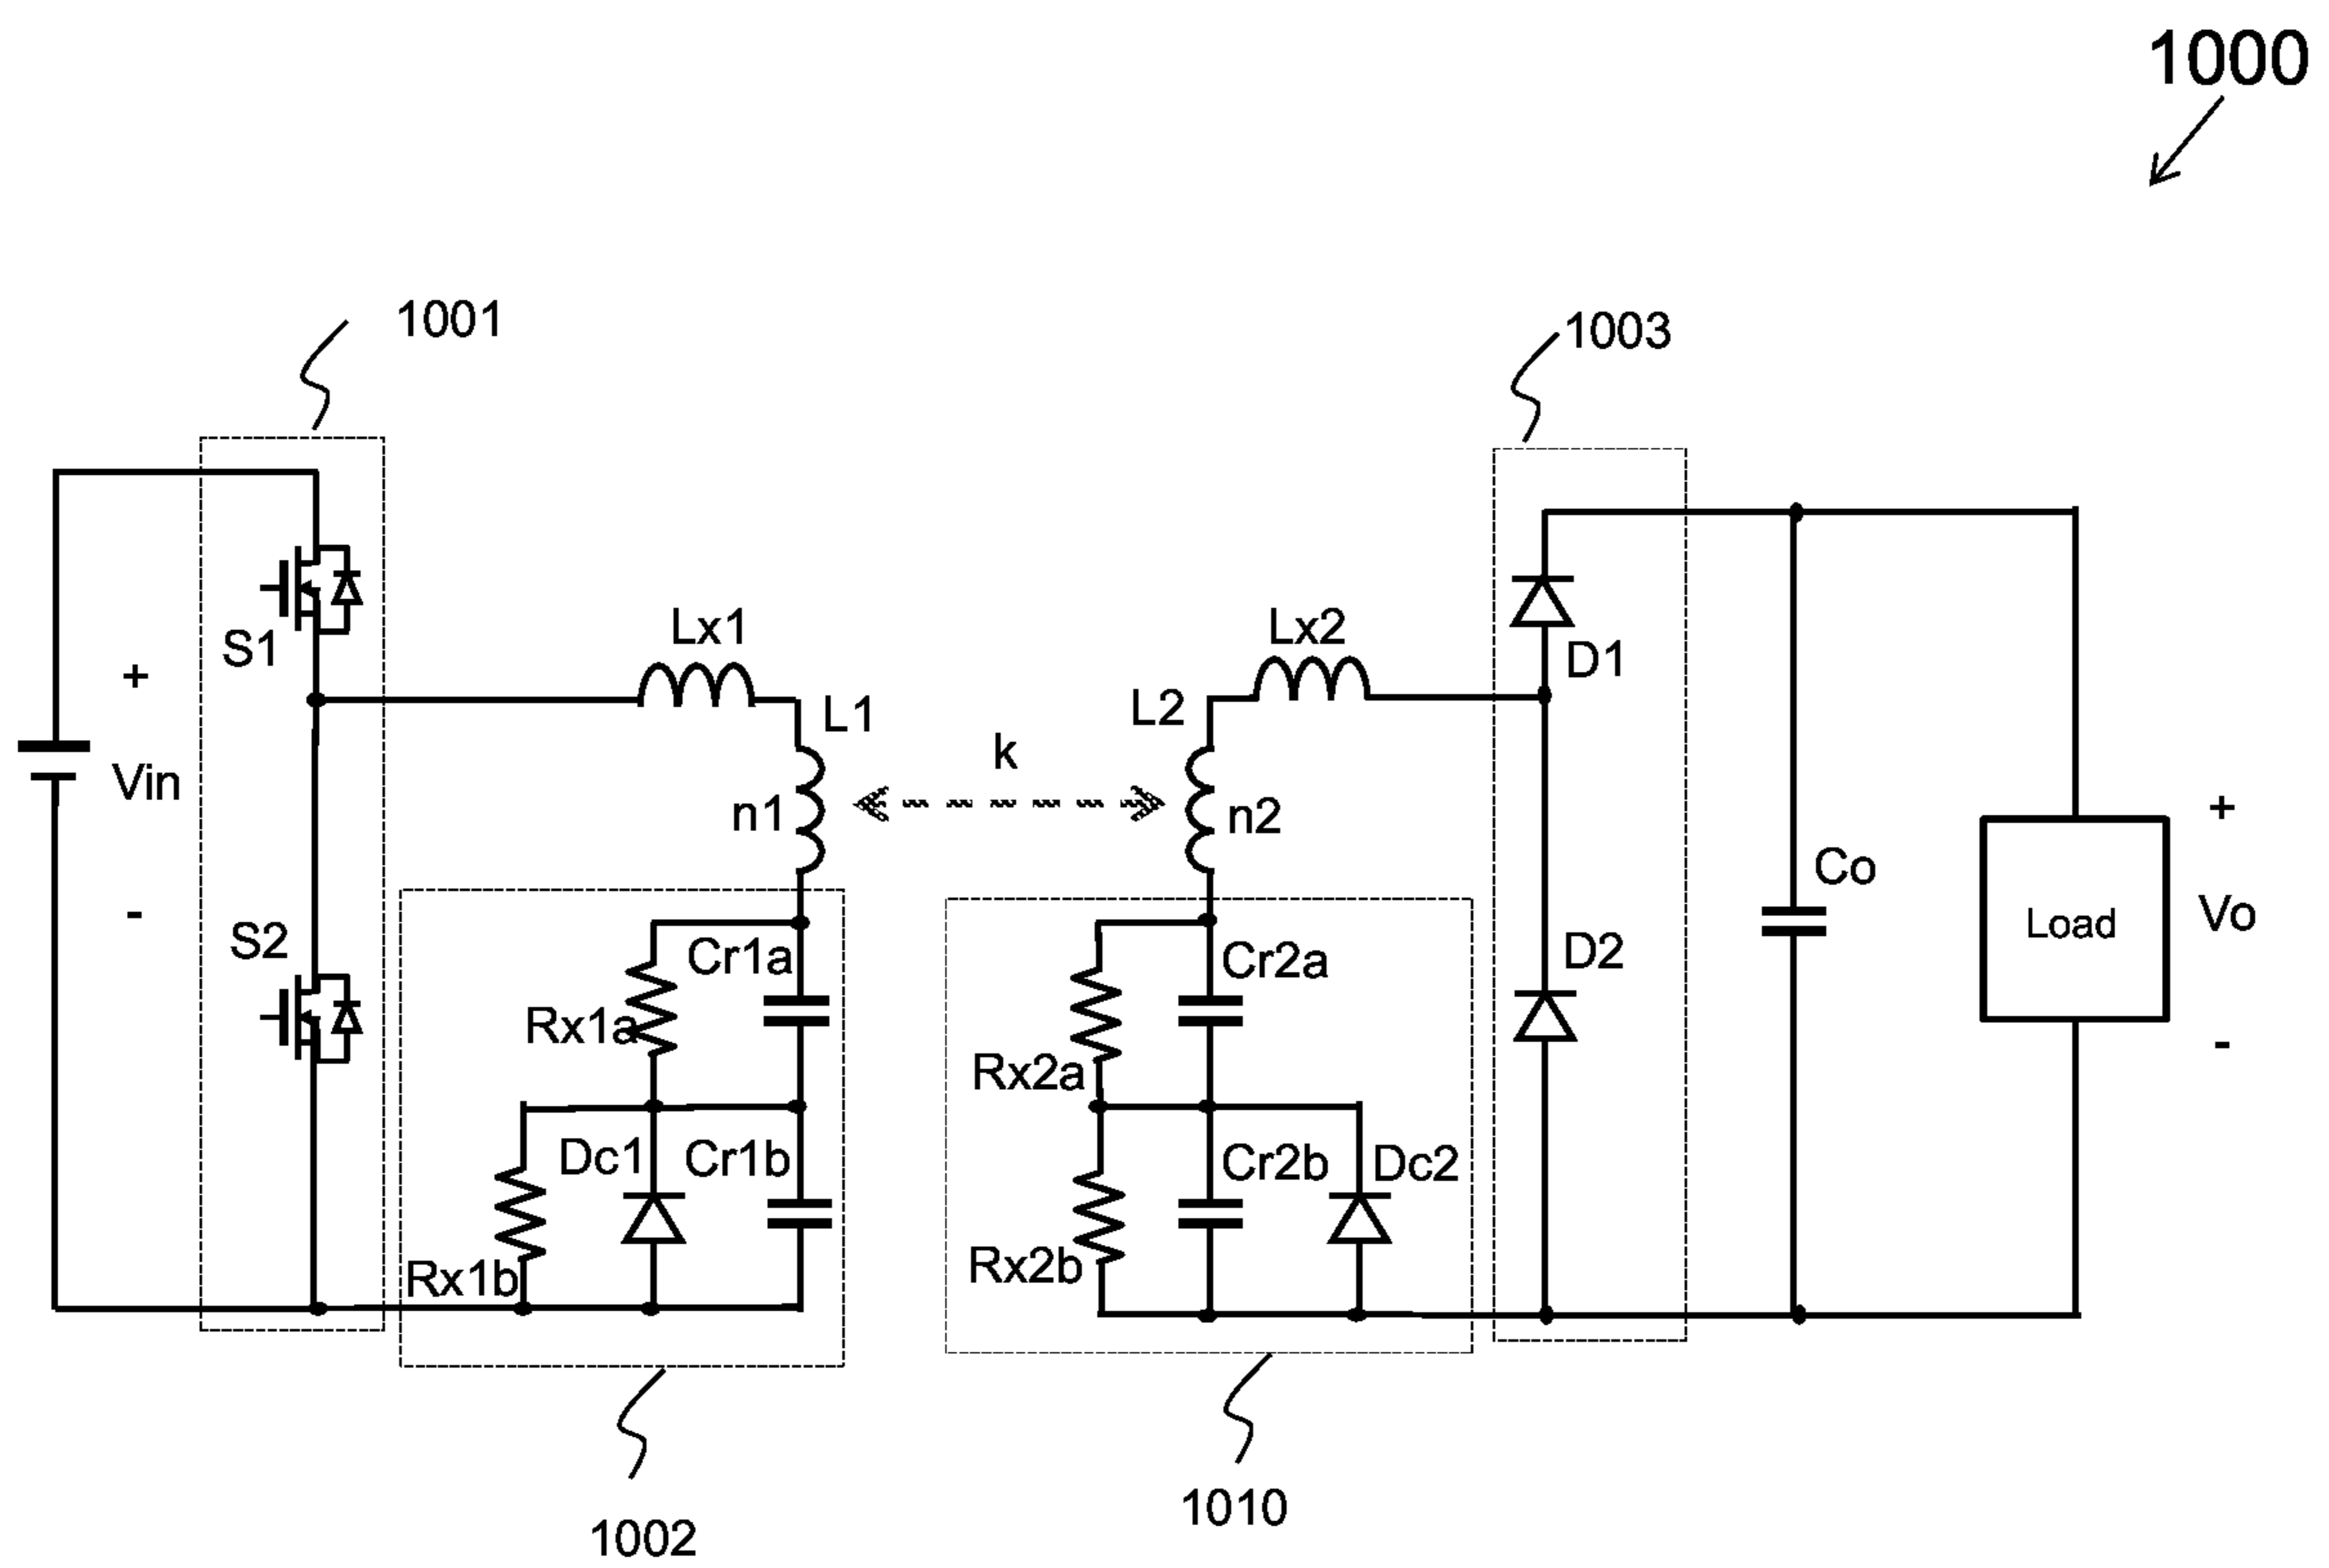 1000
1001
1003
S1
+
Vin
-
S2
Lx1
L1
n1
k
Lx2
L2
n2
D1
D2
Co
Load
+
Vo
-
Cr1a
Rx1a
Dc1
Cr1b
Rx1b
Cr2a
Rx2a
Cr2b
Dc2
Rx2b
1002
1010